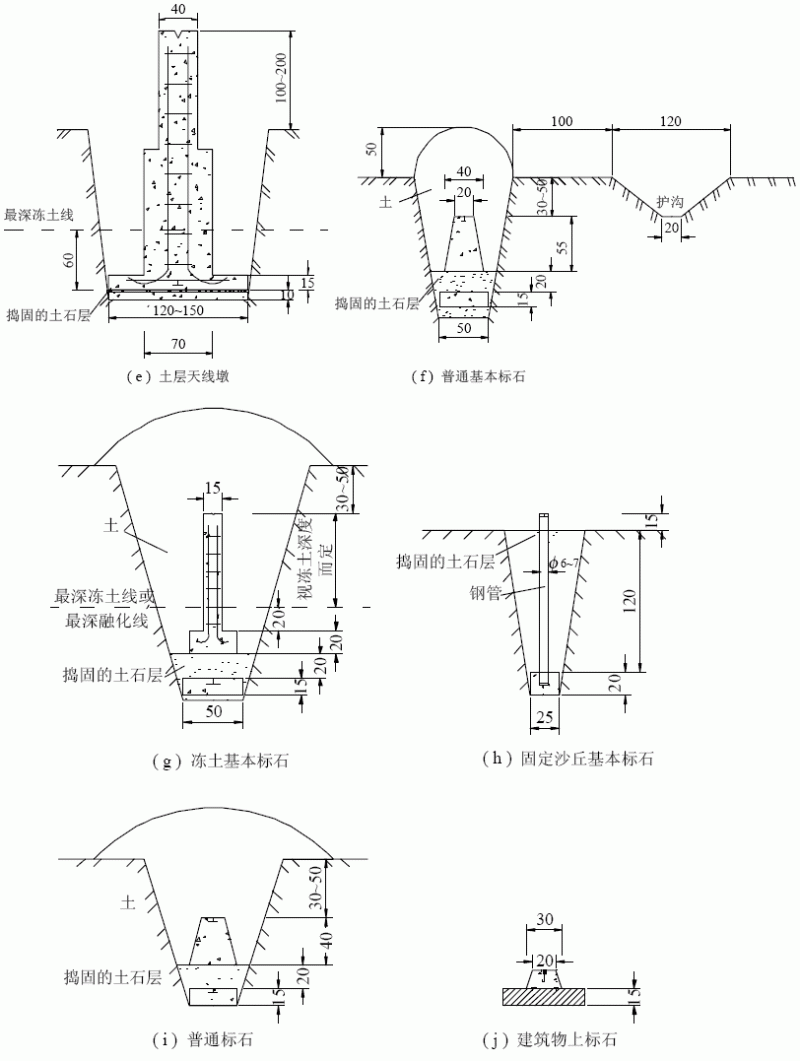 40
100~200
最深冻土线
60
15
10
捣固的土石层
120~150
70
(e) 土层天线墩
100
120
50
40
20
30~50
土
护沟
20
55
捣固的土石层
20
15
50
(f) 普通基本标石
15
30~50
土
视冻土深度
而定
最深冻土线或
最深融化线
20
20
捣固的土石层
20
15
50
(g) 冻土基本标石
15
捣固的土石层
ϕ6~7
钢管
120
20
25
(h) 固定沙丘基本标石
30~50
土
40
捣固的土石层
20
15
(i) 普通标石
30
20
15
(j) 建筑物上标石